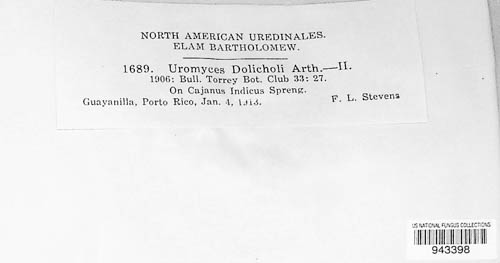 NORTH AMERICAN UREDINALES.
ELAM BARTHOLOMEW.
1689. Uromyces Dolicholi Arth.—II.
1906: Bull. Torrey Bot. Club 33: 27.
On Cajanus Indicus Spreng.
Guayanilla, Porto Rico, Jan. 4, 1913. F. L. Stevens
US NATIONAL FUNGUS COLLECTIONS
943398